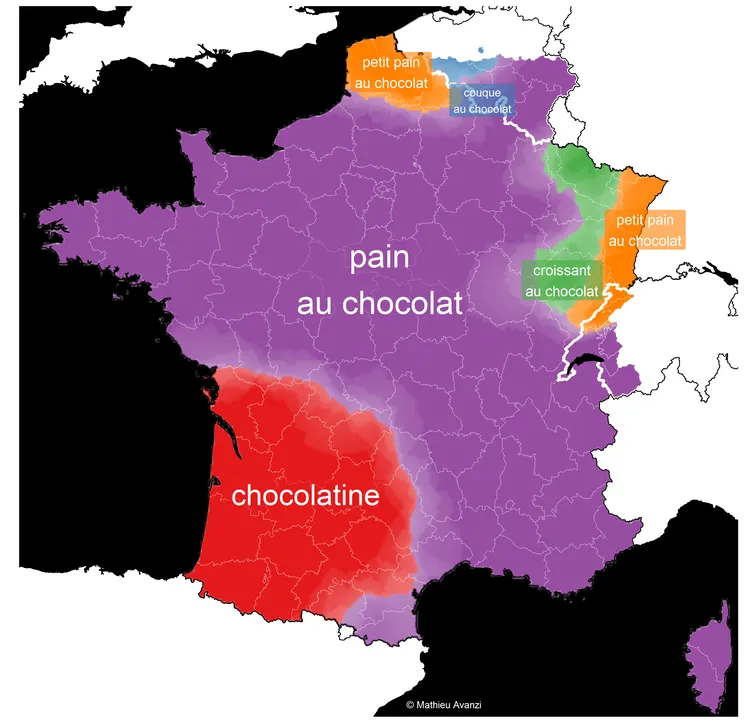 petit pain
au chocolat
couque
au chocolat
petit pain
au chocolat
pain
au chocolat
croissant
au chocolat
chocolatine
© Mathieu Avanzi